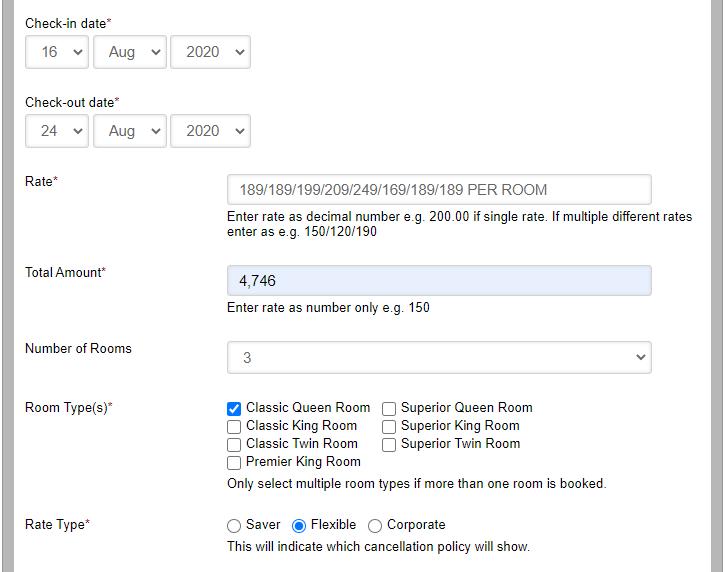 Check-in date*
16 Aug 2020
Check-out date*
24 Aug 2020
Rate*
189/189/199/209/249/169/189/189 PER ROOM
Enter rate as decimal number e.g. 200.00 if single rate. If multiple different rates
enter as e.g. 150/120/190
Total Amount*
4,746
Enter rate as number only e.g. 150
Number of Rooms
3
Room Type(s)*
Classic Queen Room Superior Queen Room
Classic King Room Superior King Room
Classic Twin Room Superior Twin Room
Premier King Room
Only select multiple room types if more than one room is booked.
Rate Type*
Saver Flexible Corporate
This will indicate which cancellation policy will show.